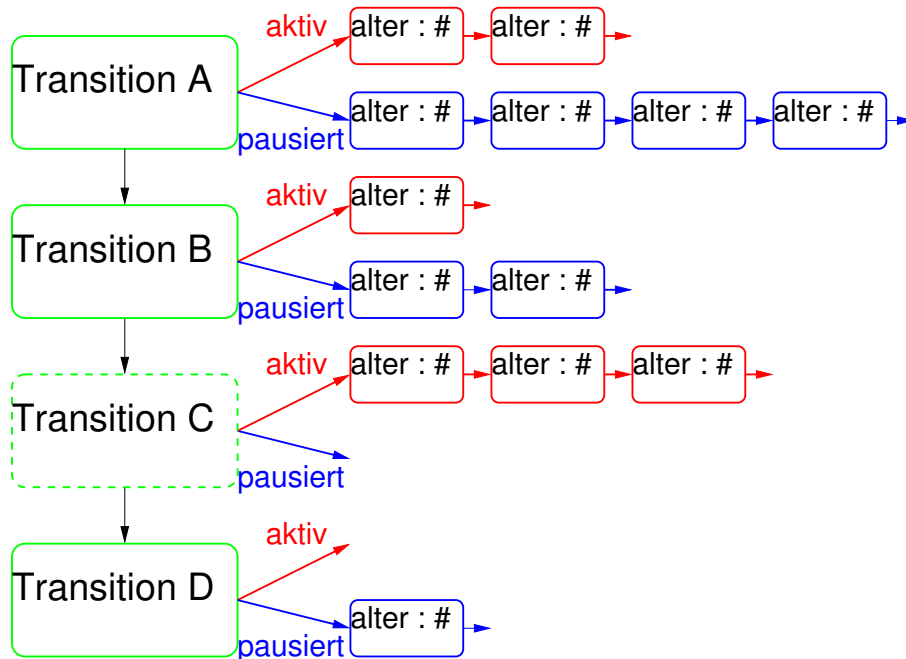 aktiv
alter : # alter : #
Transition A
alter : # alter : # alter : # alter : #
pausiert
aktiv
alter : #
Transition B
alter : # alter : #
pausiert
aktiv
alter : # alter : # alter : #
Transition C
pausiert
aktiv
Transition D
alter : #
pausiert